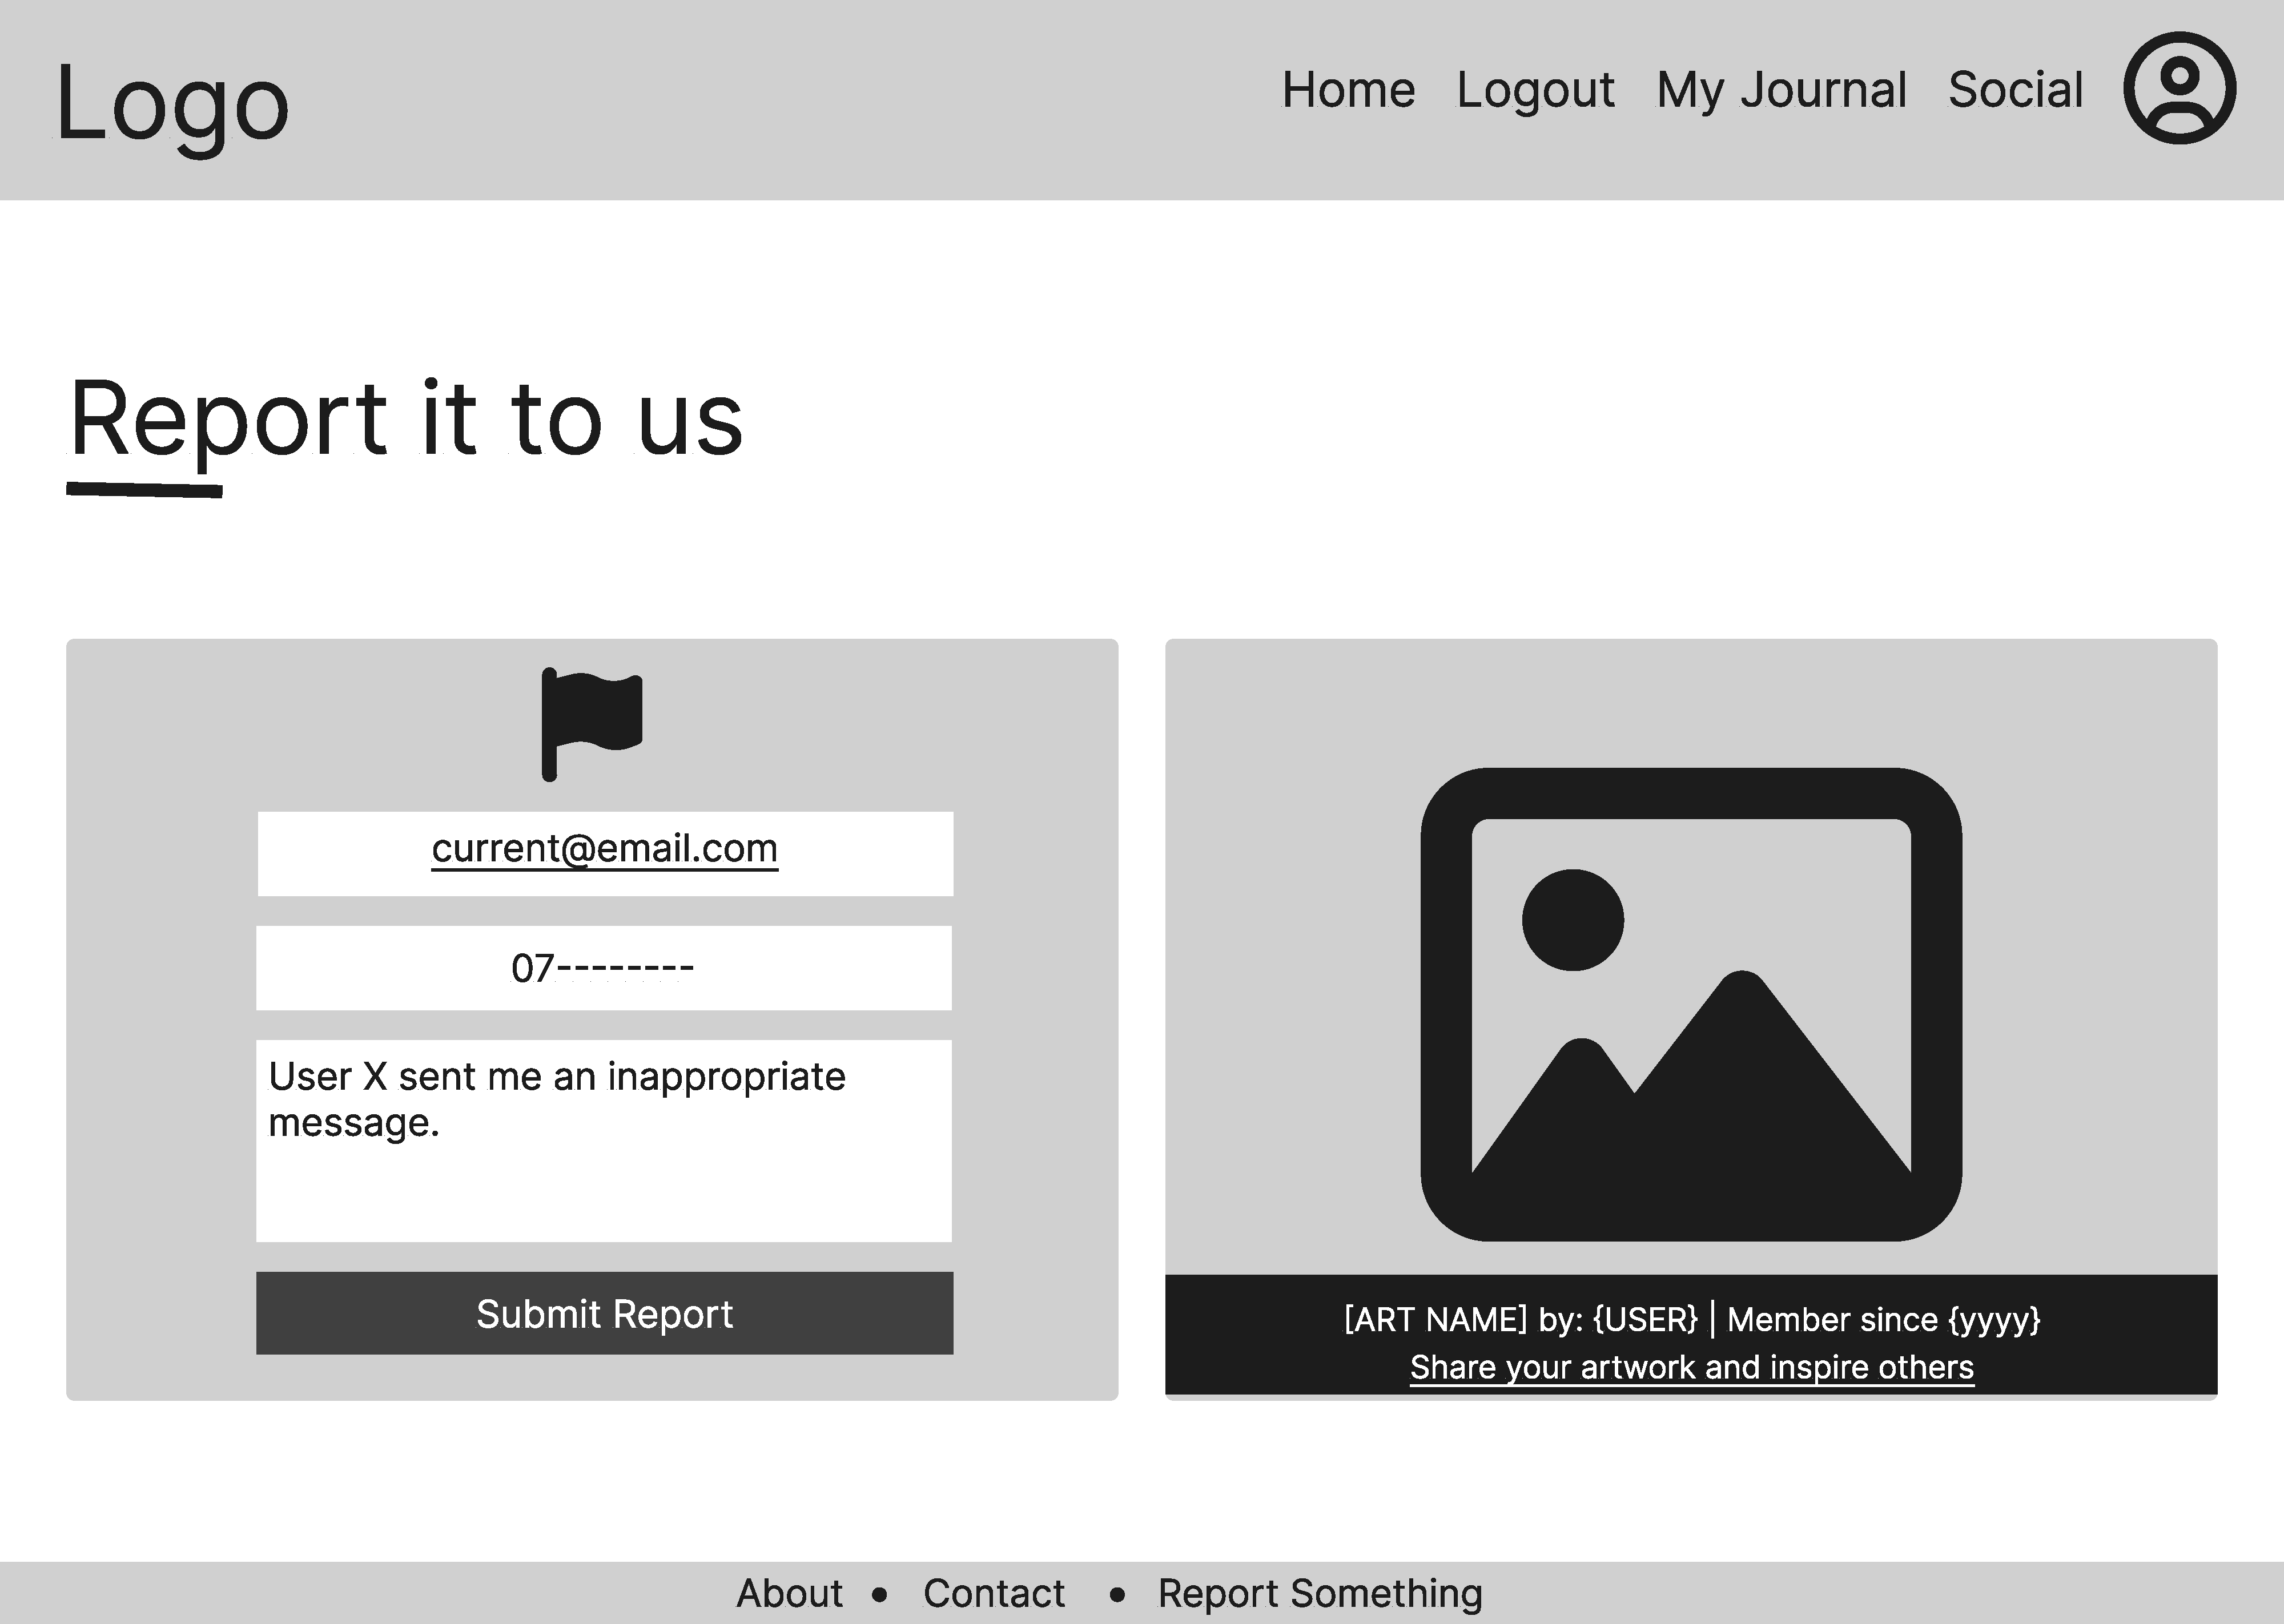 Logo
Home Logout My Journal Social
Report it to us
current@email.com
07--------
User X sent me an inappropriate
message.
Submit Report
[ART NAME] by: {USER} | Member since {yyyy}
Share your artwork and inspire others
About • Contact • Report Something